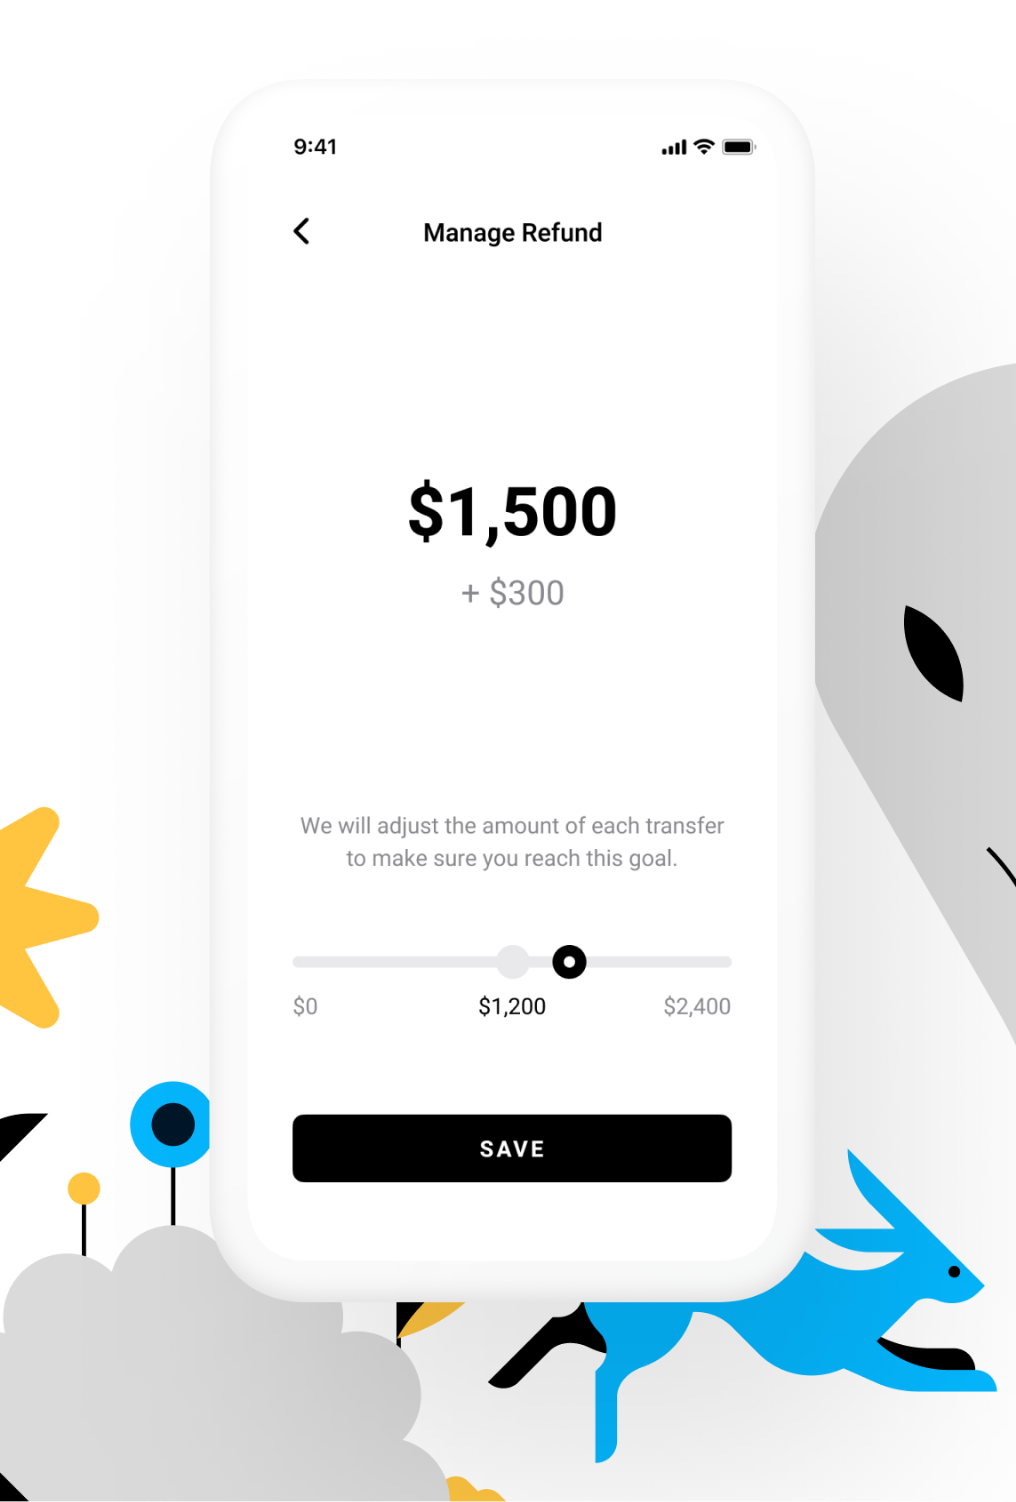 9:41
Manage Refund
$1,500
+ $300
We will adjust the amount of each transfer
to make sure you reach this goal.
$0 $1,200 $2,400
SAVE